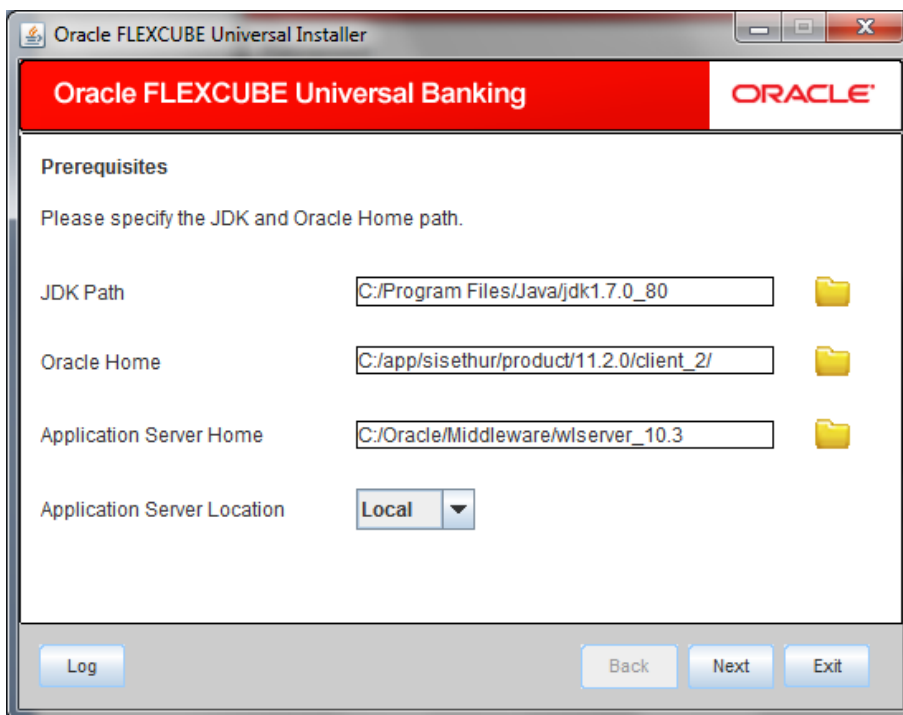 Oracle FLEXCUBE Universal Installer
Oracle FLEXCUBE Universal Banking
ORACLE®
Prerequisites
Please specify the JDK and Oracle Home path.
JDK Path C:/Program Files/Java/jdk1.7.0_80
Oracle Home C:/app/sisethur/product/11.2.0/client_2/
Application Server Home C:/Oracle/Middleware/wlserver_10.3
Application Server Location Local
Log Back Next Exit